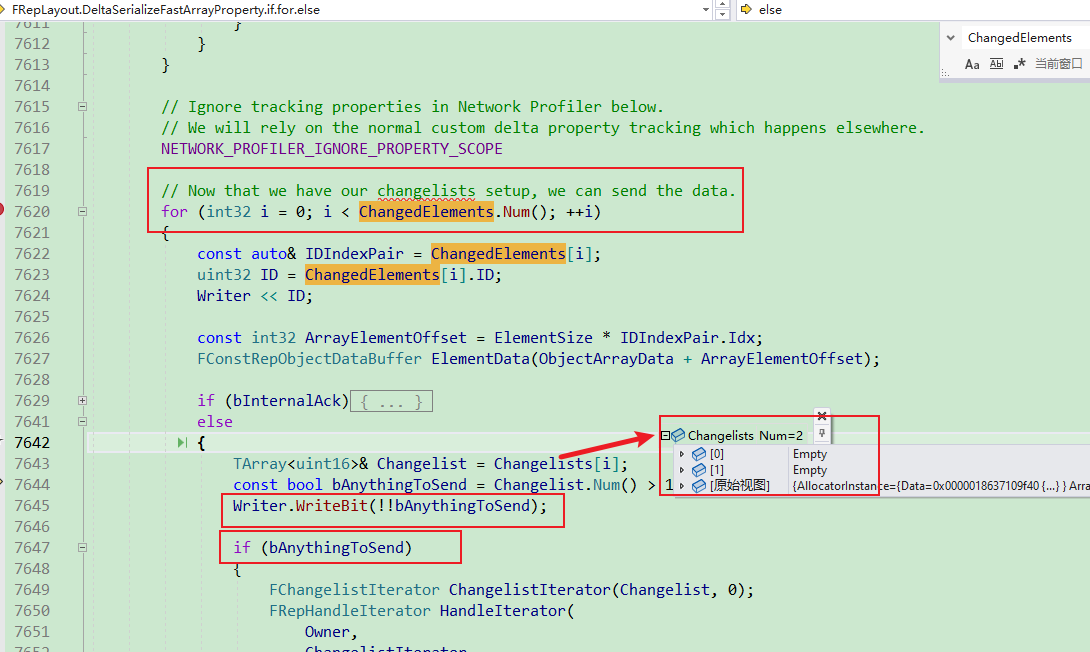 FRepLayout.DeltaSerializeFastArrayProperty.if.for.else
else
7611 }
7612 }
7613 }
7614
7615 // Ignore tracking properties in Network Profiler below.
7616 // We will rely on the normal custom delta property tracking which happens elsewhere.
7617 NETWORK_PROFILER_IGNORE_PROPERTY_SCOPE
7618
7619 // Now that we have our changelists setup, we can send the data.
7620 for (int32 i = 0; i < ChangedElements.Num(); ++i)
7621 {
7622 const auto& IDIndexPair = ChangedElements[i];
7623 uint32 ID = ChangedElements[i].ID;
7624 Writer << ID;
7625
7626 const int32 ArrayElementOffset = ElementSize * IDIndexPair.Idx;
7627 FConstRepObjectDataBuffer ElementData(ObjectArrayData + ArrayElementOffset);
7628
7629 if (bInternalAck){ ... }
7641 else
7642 {
7643 TArray<uint16>& Changelist = Changelists[i];
7644 const bool bAnythingToSend = Changelist.Num() > 1
7645 Writer.WriteBit(!!bAnythingToSend);
7646
7647 if (bAnythingToSend)
7648 {
7649 FChangelistIterator ChangelistIterator(Changelist, 0);
7650 FRepHandleIterator HandleIterator(
7651 Owner,
7652 ChangelistIterator
ChangedElements
Aa Ab .* 当前窗口
Changelists Num=2
[0] Empty
[1] Empty
[原始视图] {AllocatorInstance={Data=0x0000018637109f40 {...} } Arra